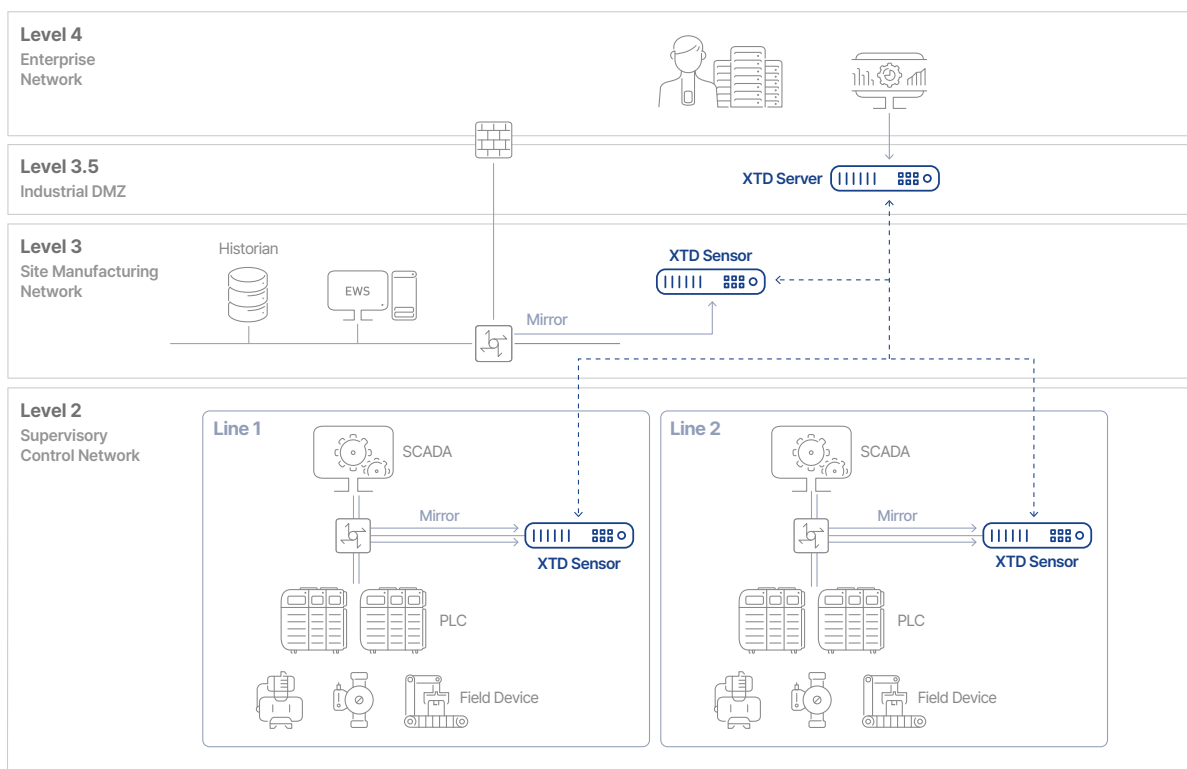 Level 4
Enterprise
Network
Level 3.5
Industrial DMZ
XTD Server
Level 3
Site Manufacturing
Network
Historian
EWS
XTD Sensor
Mirror
Level 2
Supervisory
Control Network
Line 1
SCADA
Mirror
XTD Sensor
PLC
Field Device
Line 2
SCADA
Mirror
XTD Sensor
PLC
Field Device